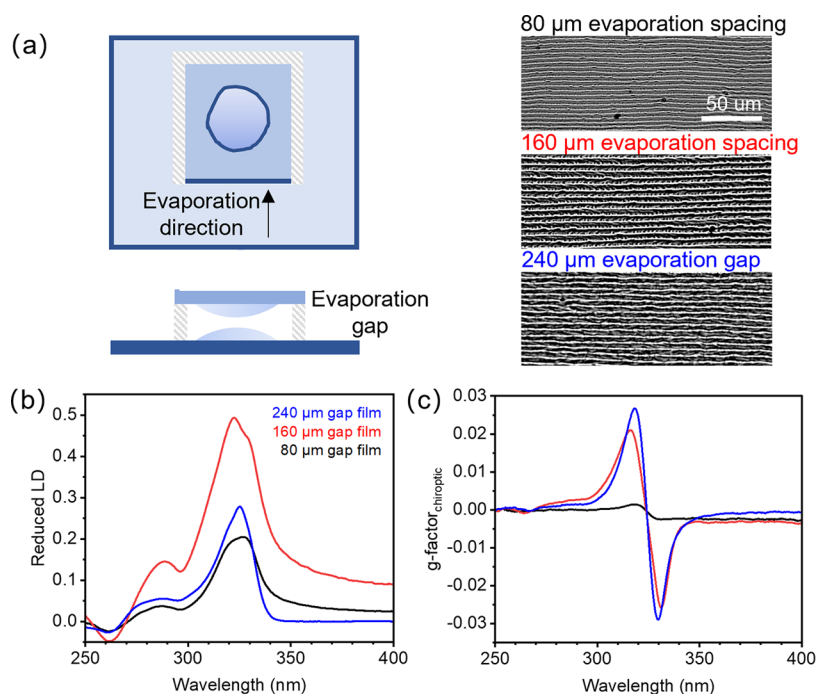 (a)
Evaporation
direction
Evaporation
gap
80 µm evaporation spacing
50 um
160 µm evaporation spacing
240 µm evaporation gap
(b)
240 µm gap film
160 µm gap film
80 µm gap film
Reduced LD
0.5
0.4
0.3
0.2
0.1
0.0
250 300 350 400
Wavelength (nm)
(c)
g-factor chiroptic
0.03
0.02
0.01
0.00
-0.01
-0.02
-0.03
250 300 350 400
Wavelength (nm)